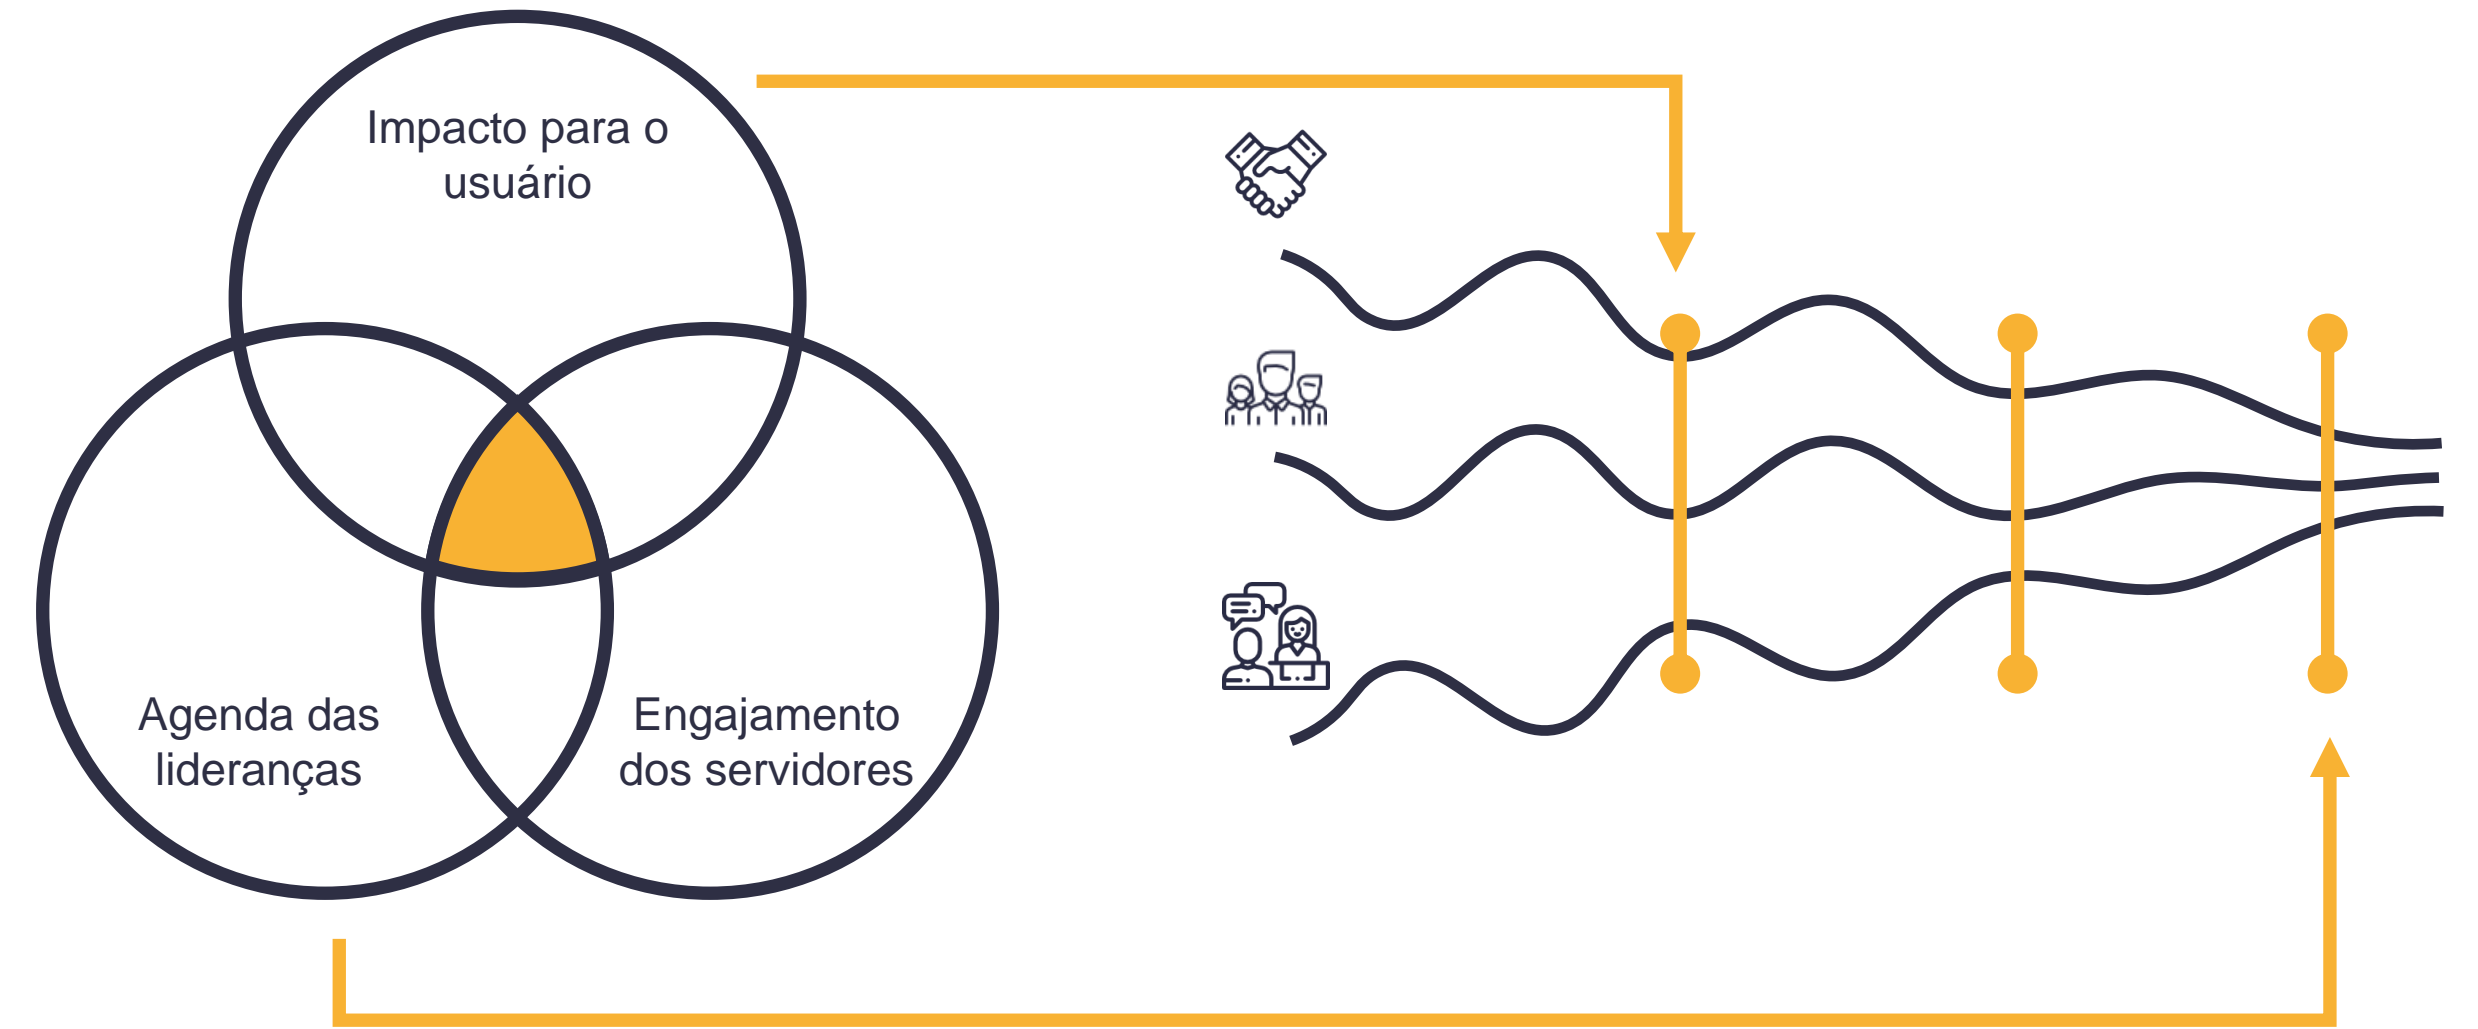 Impacto para o
usuário
Agenda das
lideranças
Engajamento
dos servidores